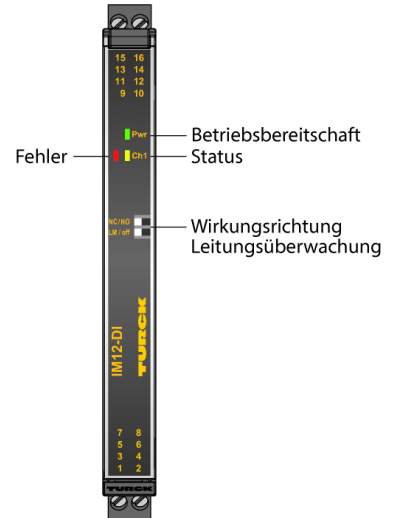 15 16
13 14
11 12
9 10
Pwr
Betriebsbereitschaft
Fehler
Ch1
Status
NC/NO
Wirkungsrichtung
LM / off
Leitungsüberwachung
IM12-DI
TURCK
7 8
5 6
3 4
1 2
TURCK